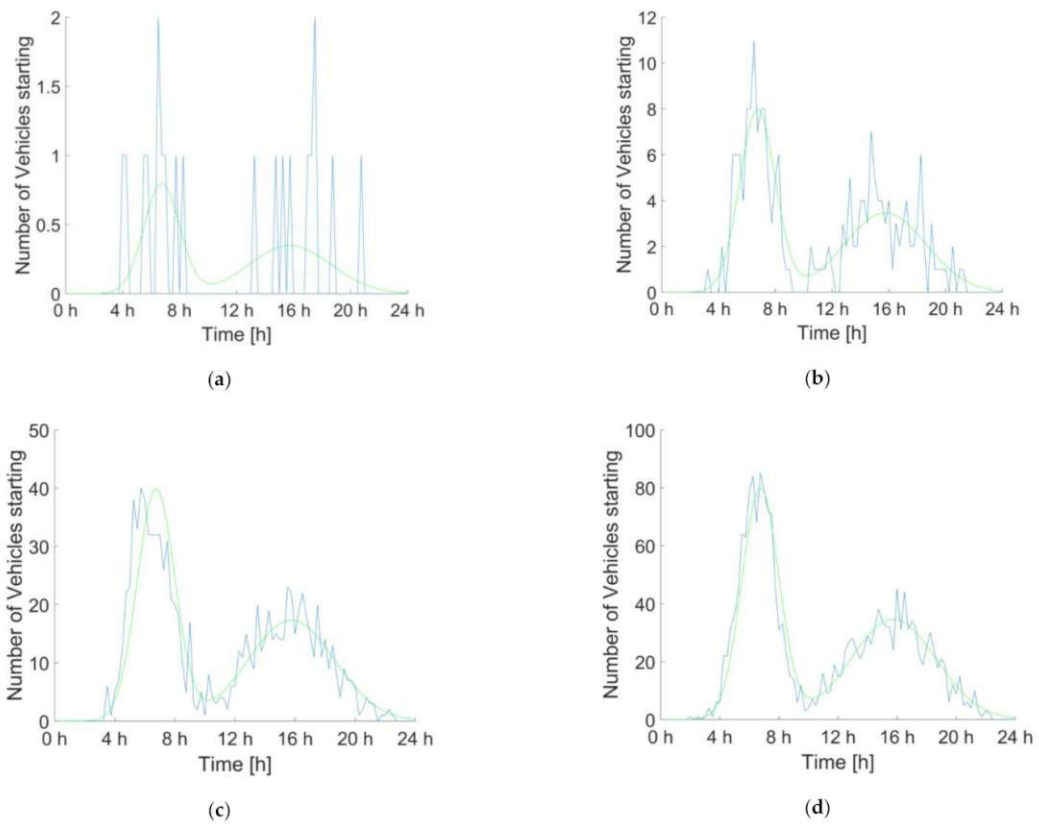 Number of Vehicles starting
2
1.5
1
0.5
0
0 h 4 h 8 h 12 h 16 h 20 h 24 h
Time [h]
(a)
Number of Vehicles starting
12
10
8
6
4
2
0
0 h 4 h 8 h 12 h 16 h 20 h 24 h
Time [h]
(b)
Number of Vehicles starting
50
40
30
20
10
0
0 h 4 h 8 h 12 h 16 h 20 h 24 h
Time [h]
(c)
Number of Vehicles starting
100
80
60
40
20
0
0 h 4 h 8 h 12 h 16 h 20 h 24 h
Time [h]
(d)